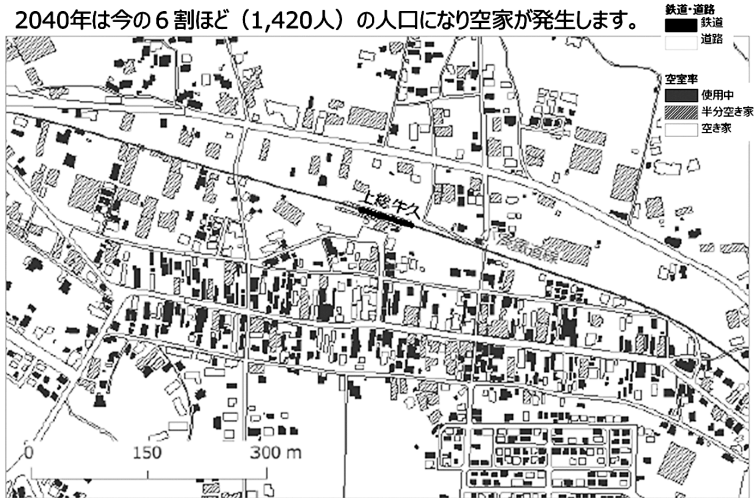 2040年は今の６割ほど（1,420人）の人口になり空家が発生します。
鉄道・道路
鉄道
道路
空室率
使用中
半分空き家
空き家
上総牛久
0 150 300 m